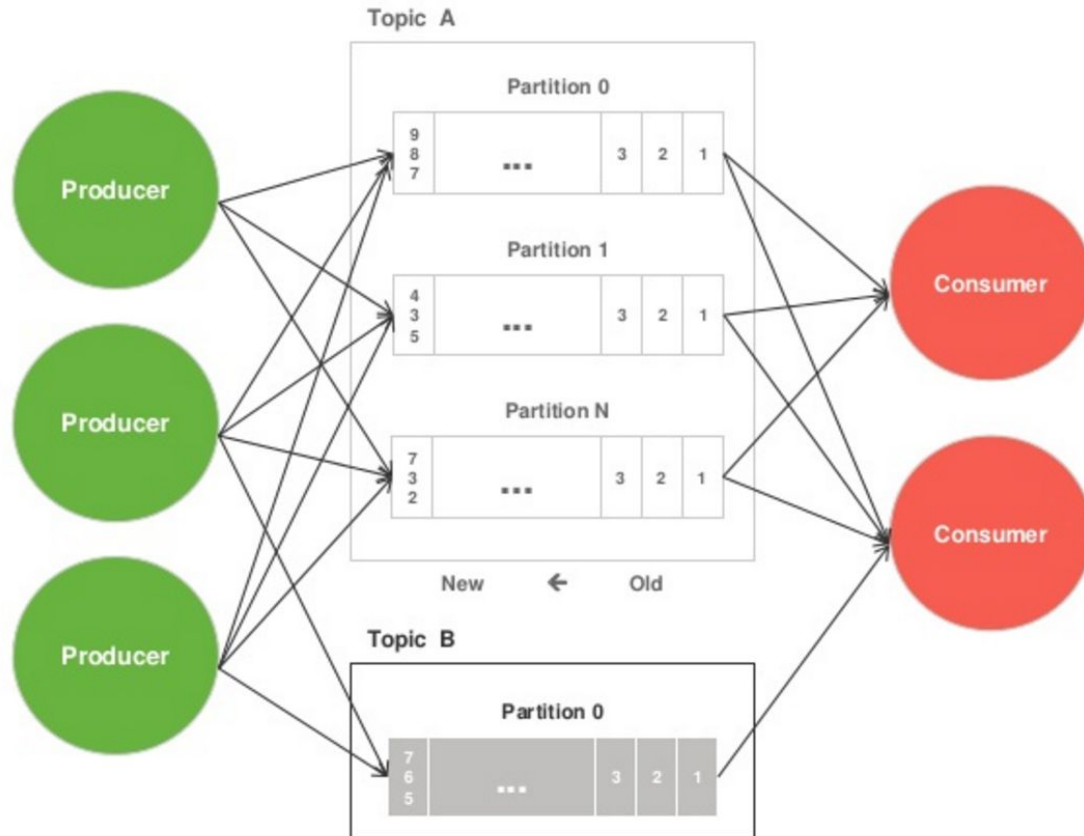 Topic A
Partition 0
9
8
7
... 3 2 1
Producer
Partition 1
4
3
5
... 3 2 1
Consumer
Producer
Partition N
7
3
2
... 3 2 1
Consumer
New ← Old
Producer
Topic B
Partition 0
7
6
5
... 3 2 1